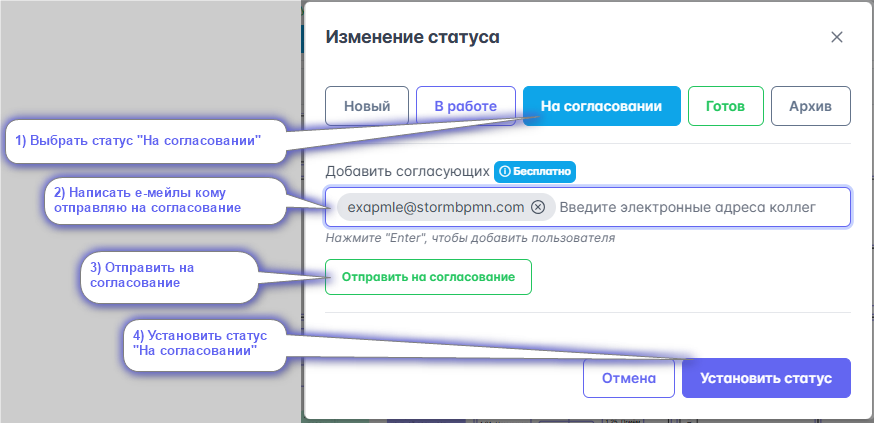 Изменение статуса
Новый
В работе
На согласовании
Готов
Архив
1) Выбрать статус "На согласовании"
Добавить согласующих
Бесплатно
2) Написать е-мейлы кому
отправляю на согласование
exapmle@stormbpmn.com
Введите электронные адреса коллег
Нажмите "Enter", чтобы добавить пользователя
3) Отправить на
согласование
Отправить на согласование
4) Установить статус
"На согласовании"
Отмена
Установить статус